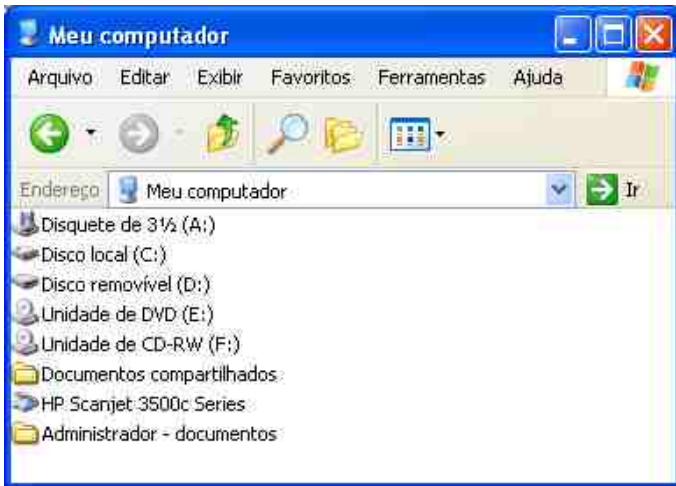 Meu computador
Arquivo Editar Exibir Favoritos Ferramentas Ajuda
Endereço Meu computador Ir
Disquete de 3½ (A:)
Disco local (C:)
Disco removível (D:)
Unidade de DVD (E:)
Unidade de CD-RW (F:)
Documentos compartilhados
HP Scanjet 3500c Series
Administrador - documentos